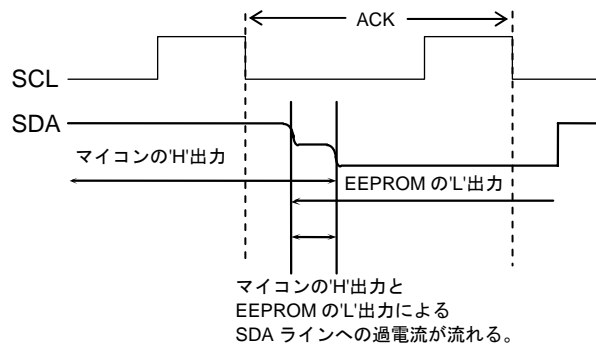 ACK
SCL
SDA
マイコンの'H'出力
EEPROM の'L'出力
マイコンの'H'出力と
EEPROM の'L'出力による
SDA ラインへの過電流が流れる。